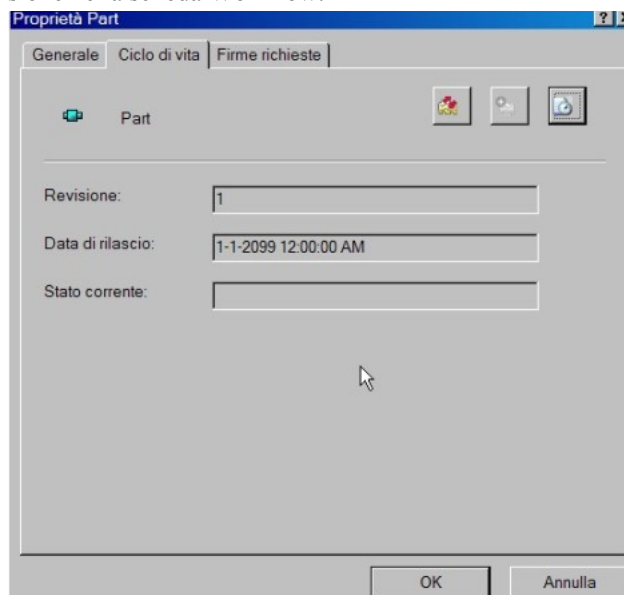 Proprietà Part
Generale Ciclo di vita Firme richieste
Part
Revisione: 1
Data di rilascio: 1-1-2099 12:00:00 AM
Stato corrente:
OK Annulla